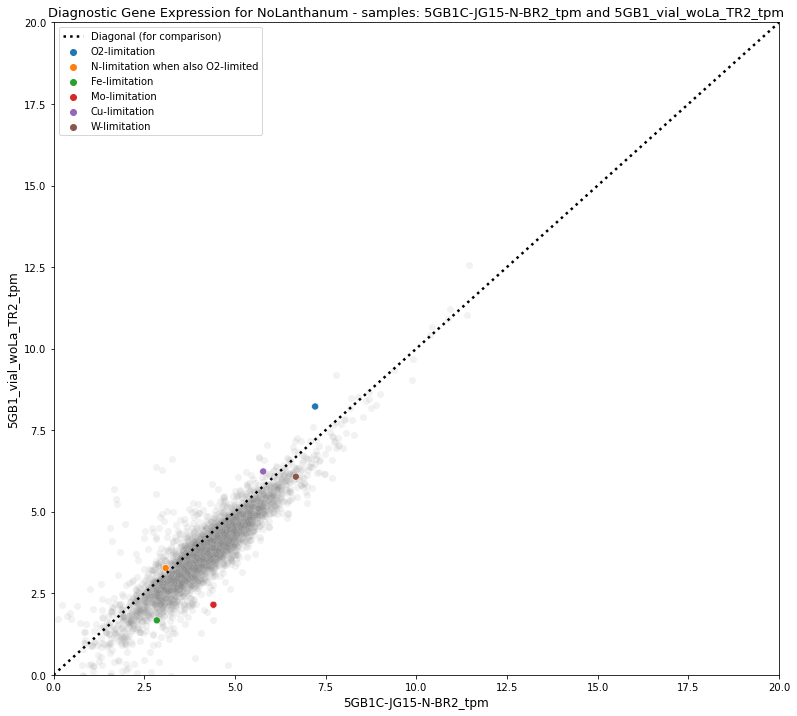 Diagnostic Gene Expression for NoLanthanum - samples: 5GB1C-JG15-N-BR2_tpm and 5GB1_vial_woLa_TR2_tpm
20.0
17.5
15.0
12.5
10.0
7.5
5.0
2.5
0.0
5GB1_vial_woLa_TR2_tpm
Diagonal (for comparison)
O2-limitation
N-limitation when also O2-limited
Fe-limitation
Mo-limitation
Cu-limitation
W-limitation
0.0 2.5 5.0 7.5 10.0 12.5 15.0 17.5 20.0
5GB1C-JG15-N-BR2_tpm